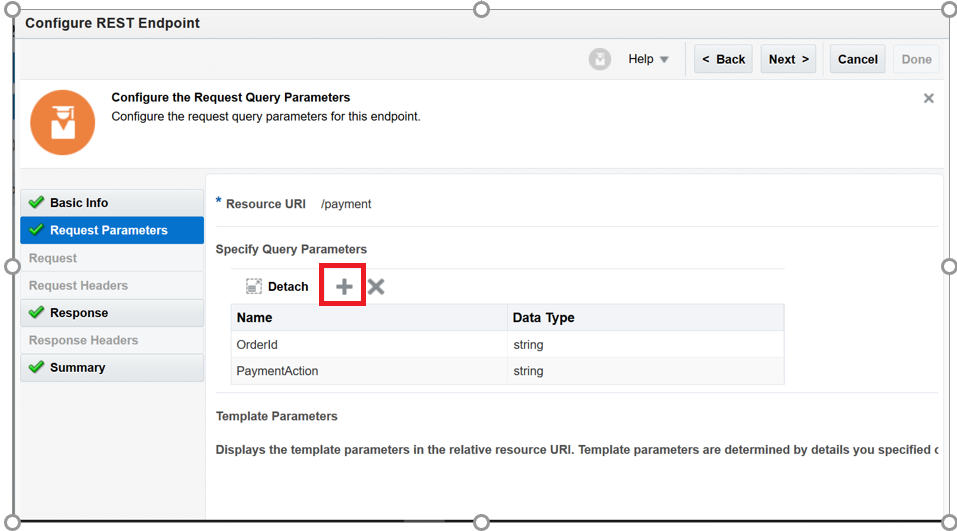 Configure REST Endpoint
Help
< Back
Next >
Cancel
Done
Configure the Request Query Parameters
Configure the request query parameters for this endpoint.
Basic Info
Request Parameters
Request
Request Headers
Response
Response Headers
Summary
* Resource URI /payment
Specify Query Parameters
Detach
Name Data Type
OrderId string
PaymentAction string
Template Parameters
Displays the template parameters in the relative resource URI. Template parameters are determined by details you specified